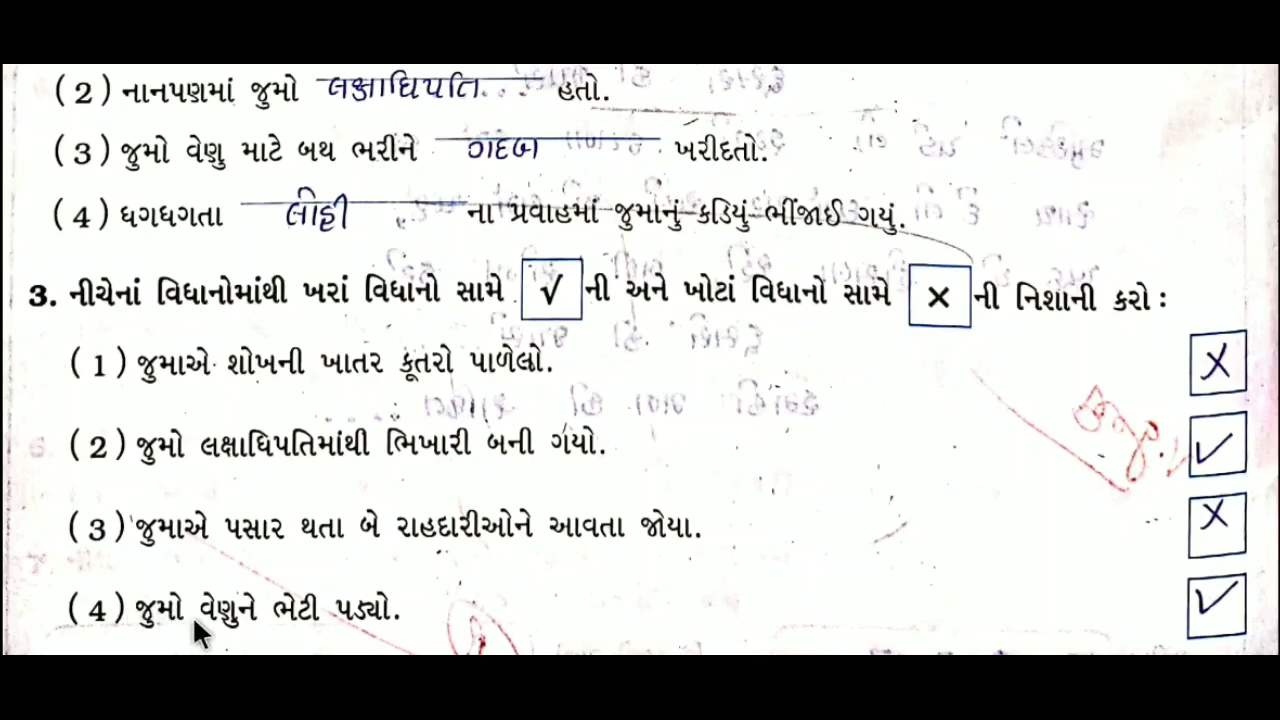 (2) નાનપણમાં જુમો લક્ષાધિપતિ.. હતો.
(3) જુમો વેણુ માટે બથ ભરીને ગદબ ખરીદતો.
(4) ધગધગતા લોહી ના પ્રવાહમાં જુમાનું કડિયું ભીંજાઈ ગયું.
3. નીચેનાં વિધાનોમાંથી ખરાં વિધાનો સામે ✓ ની અને ખોટાં વિધાનો સામે × ની નિશાની કરો :
(1) જુમાએ શોખની ખાતર કૂતરો પાળેલો. ×
(2) જુમો લક્ષાધિપતિમાંથી ભિખારી બની ગયો. ✓
(3) જુમાએ પસાર થતા બે રાહદારીઓને આવતા જોયા. ×
(4) જુમો વેણુને ભેટી પડ્યો. ✓